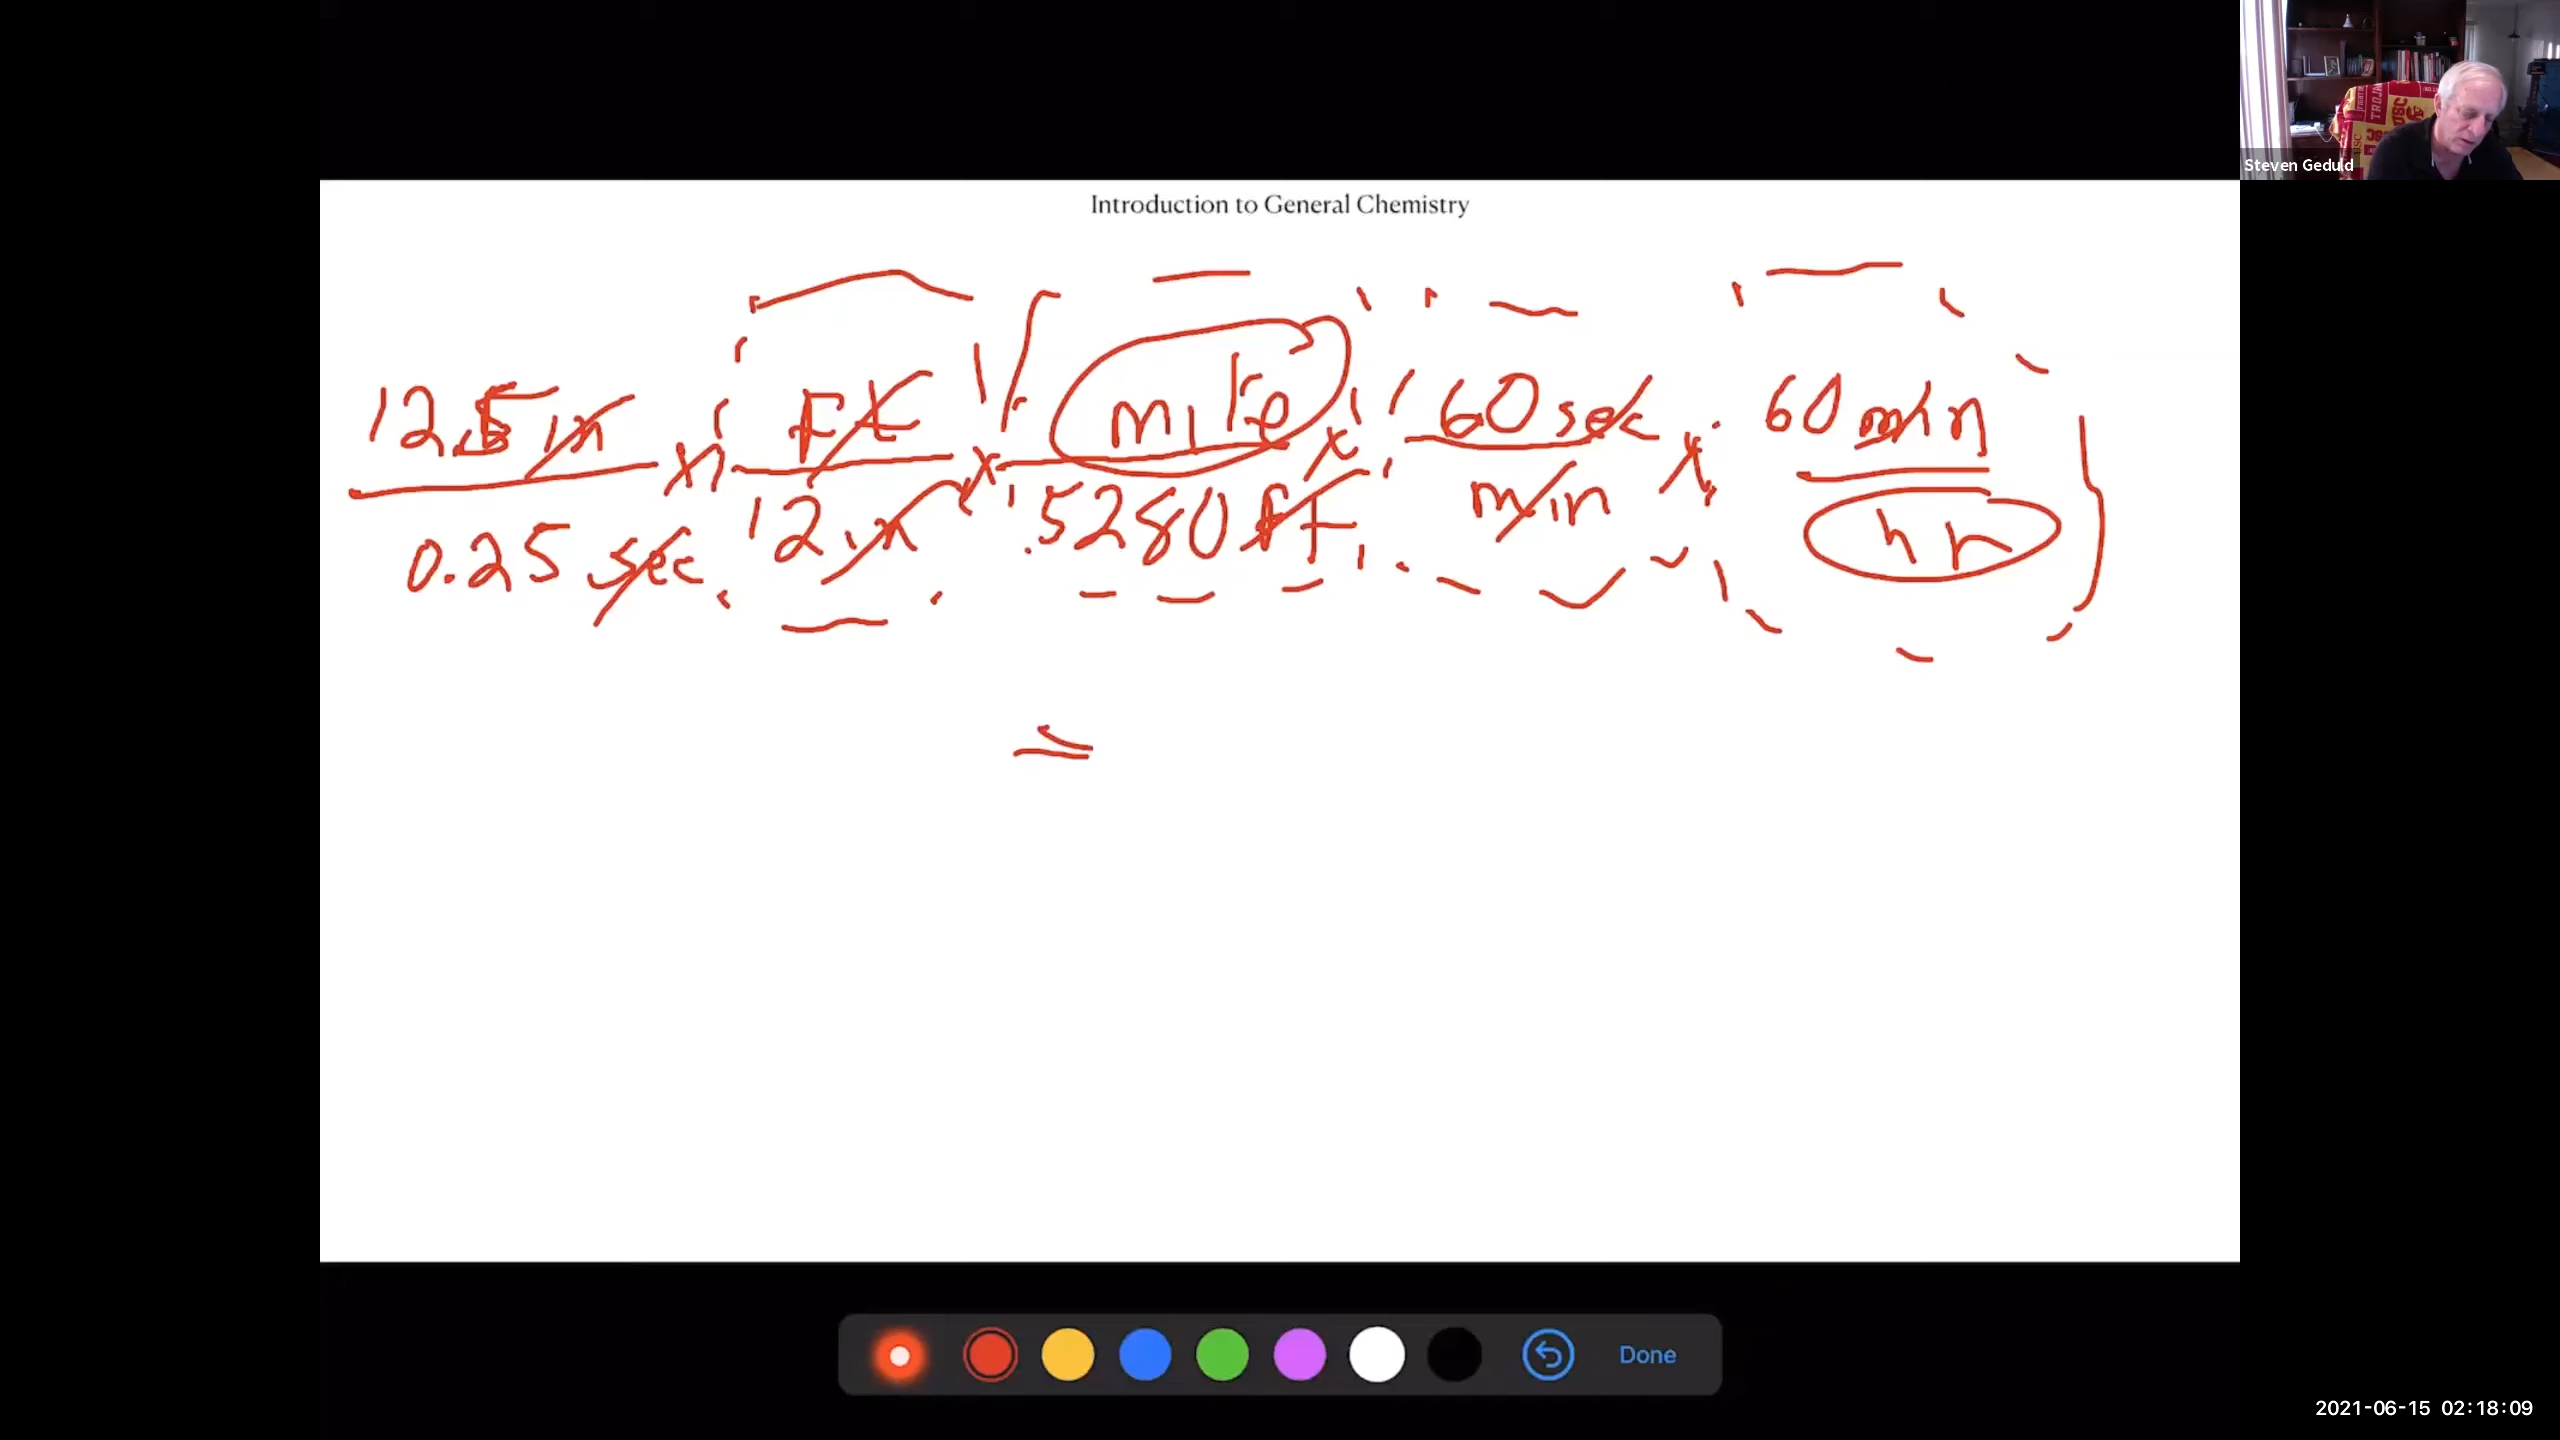 Steven Geduld
Introduction to General Chemistry
12.5 in x ft x mile x 60 sec x 60 min
0.25 sec 12 in 5280 ft min hr
=
Done
2021-06-15 02:18:09